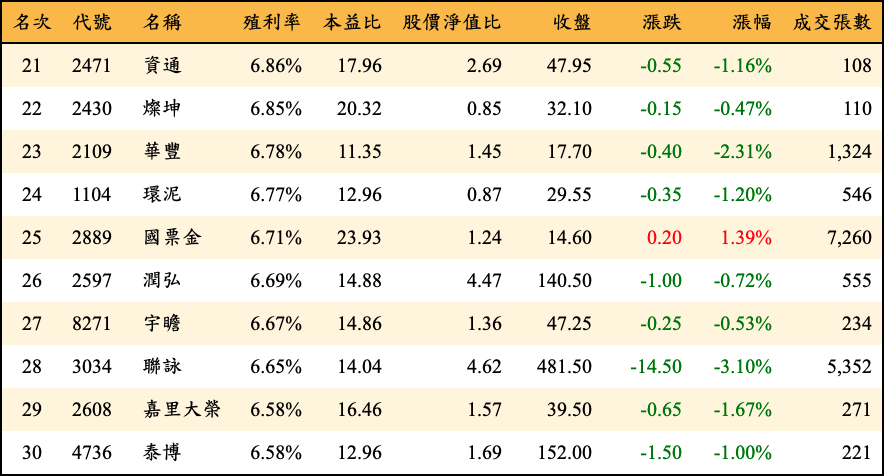 名次 代號 名稱 殖利率 本益比 股價淨值比 收盤 漲跌 漲幅 成交張數
21 2471 資通 6.86% 17.96 2.69 47.95 -0.55 -1.16% 108
22 2430 燦坤 6.85% 20.32 0.85 32.10 -0.15 -0.47% 110
23 2109 華豐 6.78% 11.35 1.45 17.70 -0.40 -2.31% 1,324
24 1104 環泥 6.77% 12.96 0.87 29.55 -0.35 -1.20% 546
25 2889 國票金 6.71% 23.93 1.24 14.60 0.20 1.39% 7,260
26 2597 潤弘 6.69% 14.88 4.47 140.50 -1.00 -0.72% 555
27 8271 宇瞻 6.67% 14.86 1.36 47.25 -0.25 -0.53% 234
28 3034 聯詠 6.65% 14.04 4.62 481.50 -14.50 -3.10% 5,352
29 2608 嘉里大榮 6.58% 16.46 1.57 39.50 -0.65 -1.67% 271
30 4736 泰博 6.58% 12.96 1.69 152.00 -1.50 -1.00% 221